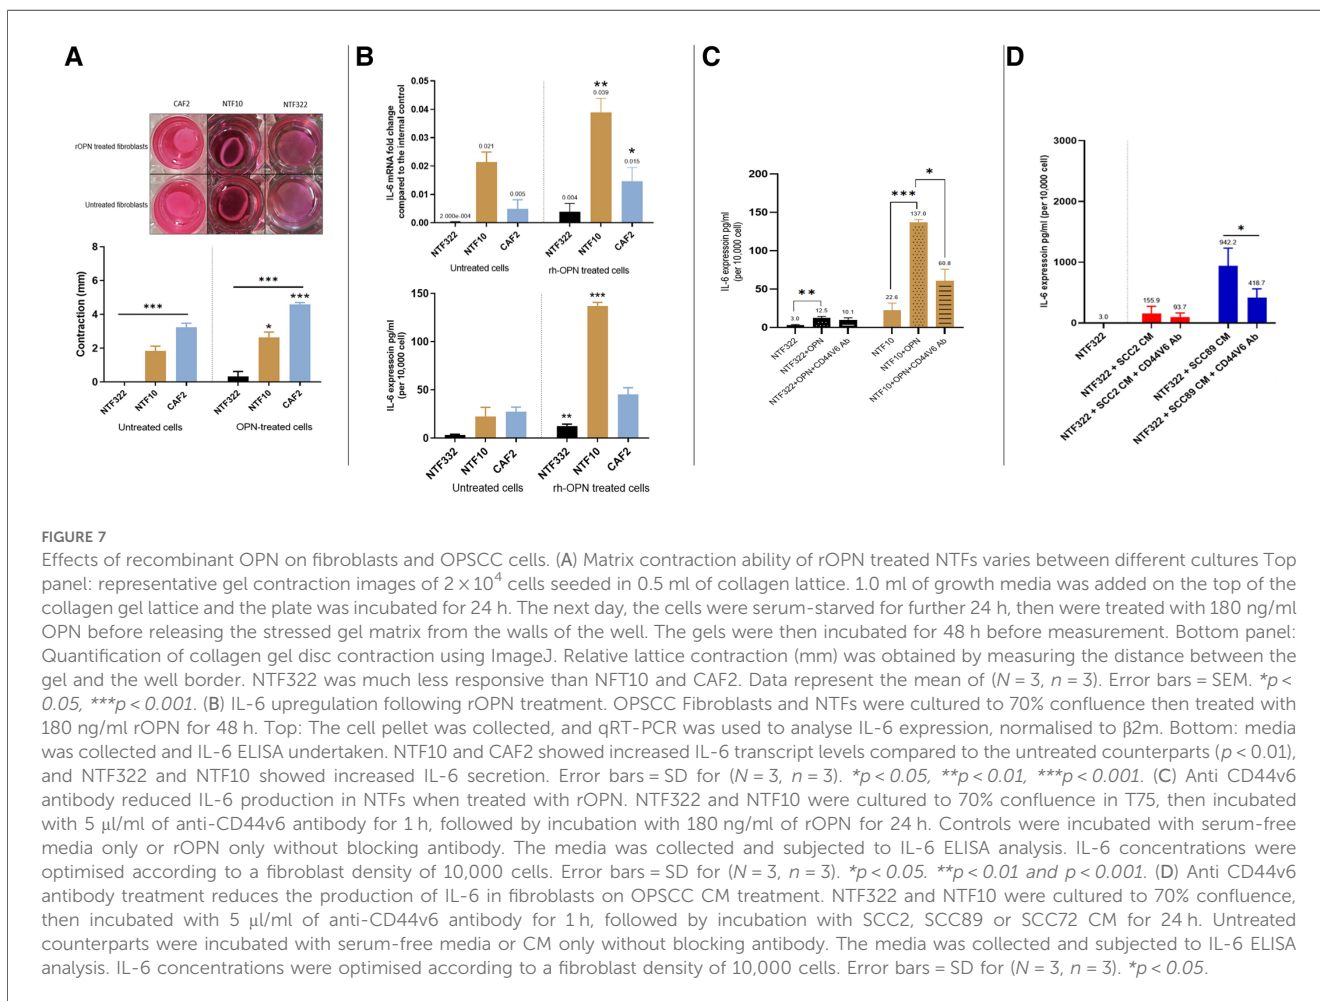 A
CAF2
NTF10
NTF322
rOPN treated fibroblasts
Untreated fibroblasts
Contraction (mm)
8
6
4
2
0
***
***
*
***
NTF322
NTF10
CAF2
NTF322
NTF10
CAF2
Untreated cells
OPN-treated cells
B
IL-6 mRNA fold change
compared to the internal control
0.05
0.04
0.03
0.02
0.01
0.00
2.000e-004
0.021
0.005
0.004
**
0.039
*
0.015
NTF322
NTF10
CAF2
NTF322
NTF10
CAF2
Untreated cells
rh-OPN treated cells
IL-6 expressoin pg/ml
(per 10,000 cell)
150
100
50
0
**
***
NTF332
NTF10
CAF2
NTF332
NTF10
CAF2
Untreated cells
rh-OPN treated cells
C
IL-6 expressoin pg/ml
(per 10,000 cell)
200
150
100
50
0
**
***
*
3.0
12.5
10.1
22.6
137.0
60.8
NTF322
NTF322+OPN
NTF322+OPN+CD44V6 Ab
NTF10
NTF10+OPN
NTF10+OPN+CD44V6 Ab
D
IL-6 expressoin pg/ml (per 10,000 cell)
3000
2000
1000
0
3.0
155.9
93.7
942.2
418.7
*
NTF322
NTF322 + SCC2 CM
NTF322 + SCC2 CM + CD44V6 Ab
NTF322 + SCC89 CM
NTF322 + SCC89 CM + CD44V6 Ab
FIGURE 7
Effects of recombinant OPN on fibroblasts and OPSCC cells. (A) Matrix contraction ability of rOPN treated NTFs varies between different cultures Top
panel: representative gel contraction images of 2 × 10⁴ cells seeded in 0.5 ml of collagen lattice. 1.0 ml of growth media was added on the top of the
collagen gel lattice and the plate was incubated for 24 h. The next day, the cells were serum-starved for further 24 h, then were treated with 180 ng/ml
OPN before releasing the stressed gel matrix from the walls of the well. The gels were then incubated for 48 h before measurement. Bottom panel:
Quantification of collagen gel disc contraction using ImageJ. Relative lattice contraction (mm) was obtained by measuring the distance between the
gel and the well border. NTF322 was much less responsive than NFT10 and CAF2. Data represent the mean of (N = 3, n = 3). Error bars = SEM. *p <
0.05, ***p < 0.001. (B) IL-6 upregulation following rOPN treatment. OPSCC Fibroblasts and NTFs were cultured to 70% confluence then treated with
180 ng/ml rOPN for 48 h. Top: The cell pellet was collected, and qRT-PCR was used to analyse IL-6 expression, normalised to β2m. Bottom: media
was collected and IL-6 ELISA undertaken. NTF10 and CAF2 showed increased IL-6 transcript levels compared to the untreated counterparts (p < 0.01),
and NTF322 and NTF10 showed increased IL-6 secretion. Error bars = SD for (N = 3, n = 3). *p < 0.05, **p < 0.01, ***p < 0.001. (C) Anti CD44v6
antibody reduced IL-6 production in NTFs when treated with rOPN. NTF322 and NTF10 were cultured to 70% confluence in T75, then incubated
with 5 μl/ml of anti-CD44v6 antibody for 1 h, followed by incubation with 180 ng/ml of rOPN for 24 h. Controls were incubated with serum-free
media only or rOPN only without blocking antibody. The media was collected and subjected to IL-6 ELISA analysis. IL-6 concentrations were
optimised according to a fibroblast density of 10,000 cells. Error bars = SD for (N = 3, n = 3). *p < 0.05. **p < 0.01 and p < 0.001. (D) Anti CD44v6
antibody treatment reduces the production of IL-6 in fibroblasts on OPSCC CM treatment. NTF322 and NTF10 were cultured to 70% confluence,
then incubated with 5 μl/ml of anti-CD44v6 antibody for 1 h, followed by incubation with SCC2, SCC89 or SCC72 CM for 24 h. Untreated
counterparts were incubated with serum-free media or CM only without blocking antibody. The media was collected and subjected to IL-6 ELISA
analysis. IL-6 concentrations were optimised according to a fibroblast density of 10,000 cells. Error bars = SD for (N = 3, n = 3). *p < 0.05.